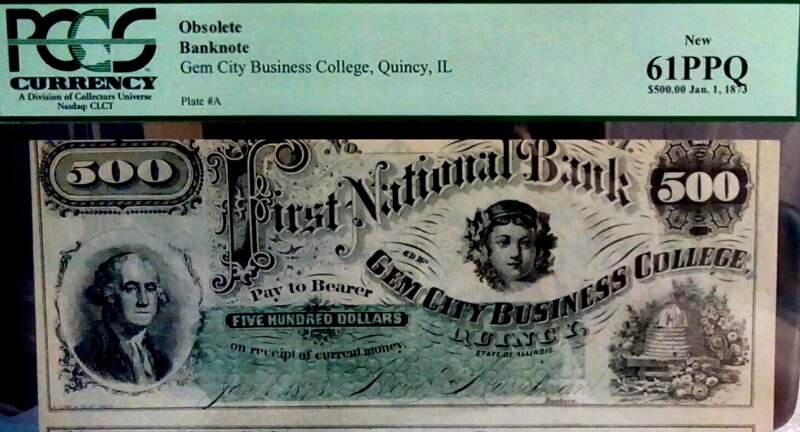 PCGS
CURRENCY
A Division of Collectors Universe
Nasdaq: CLCT
Obsolete
Banknote
Gem City Business College, Quincy, IL
Plate #A
New
61PPQ
$500.00 Jan. 1, 1873
500
First National Bank
500
OF
GEM CITY BUSINESS COLLEGE,
Pay to Bearer
FIVE HUNDRED DOLLARS
QUINCY,
STATE OF ILLINOIS
on receipt of current money.
Bankers.